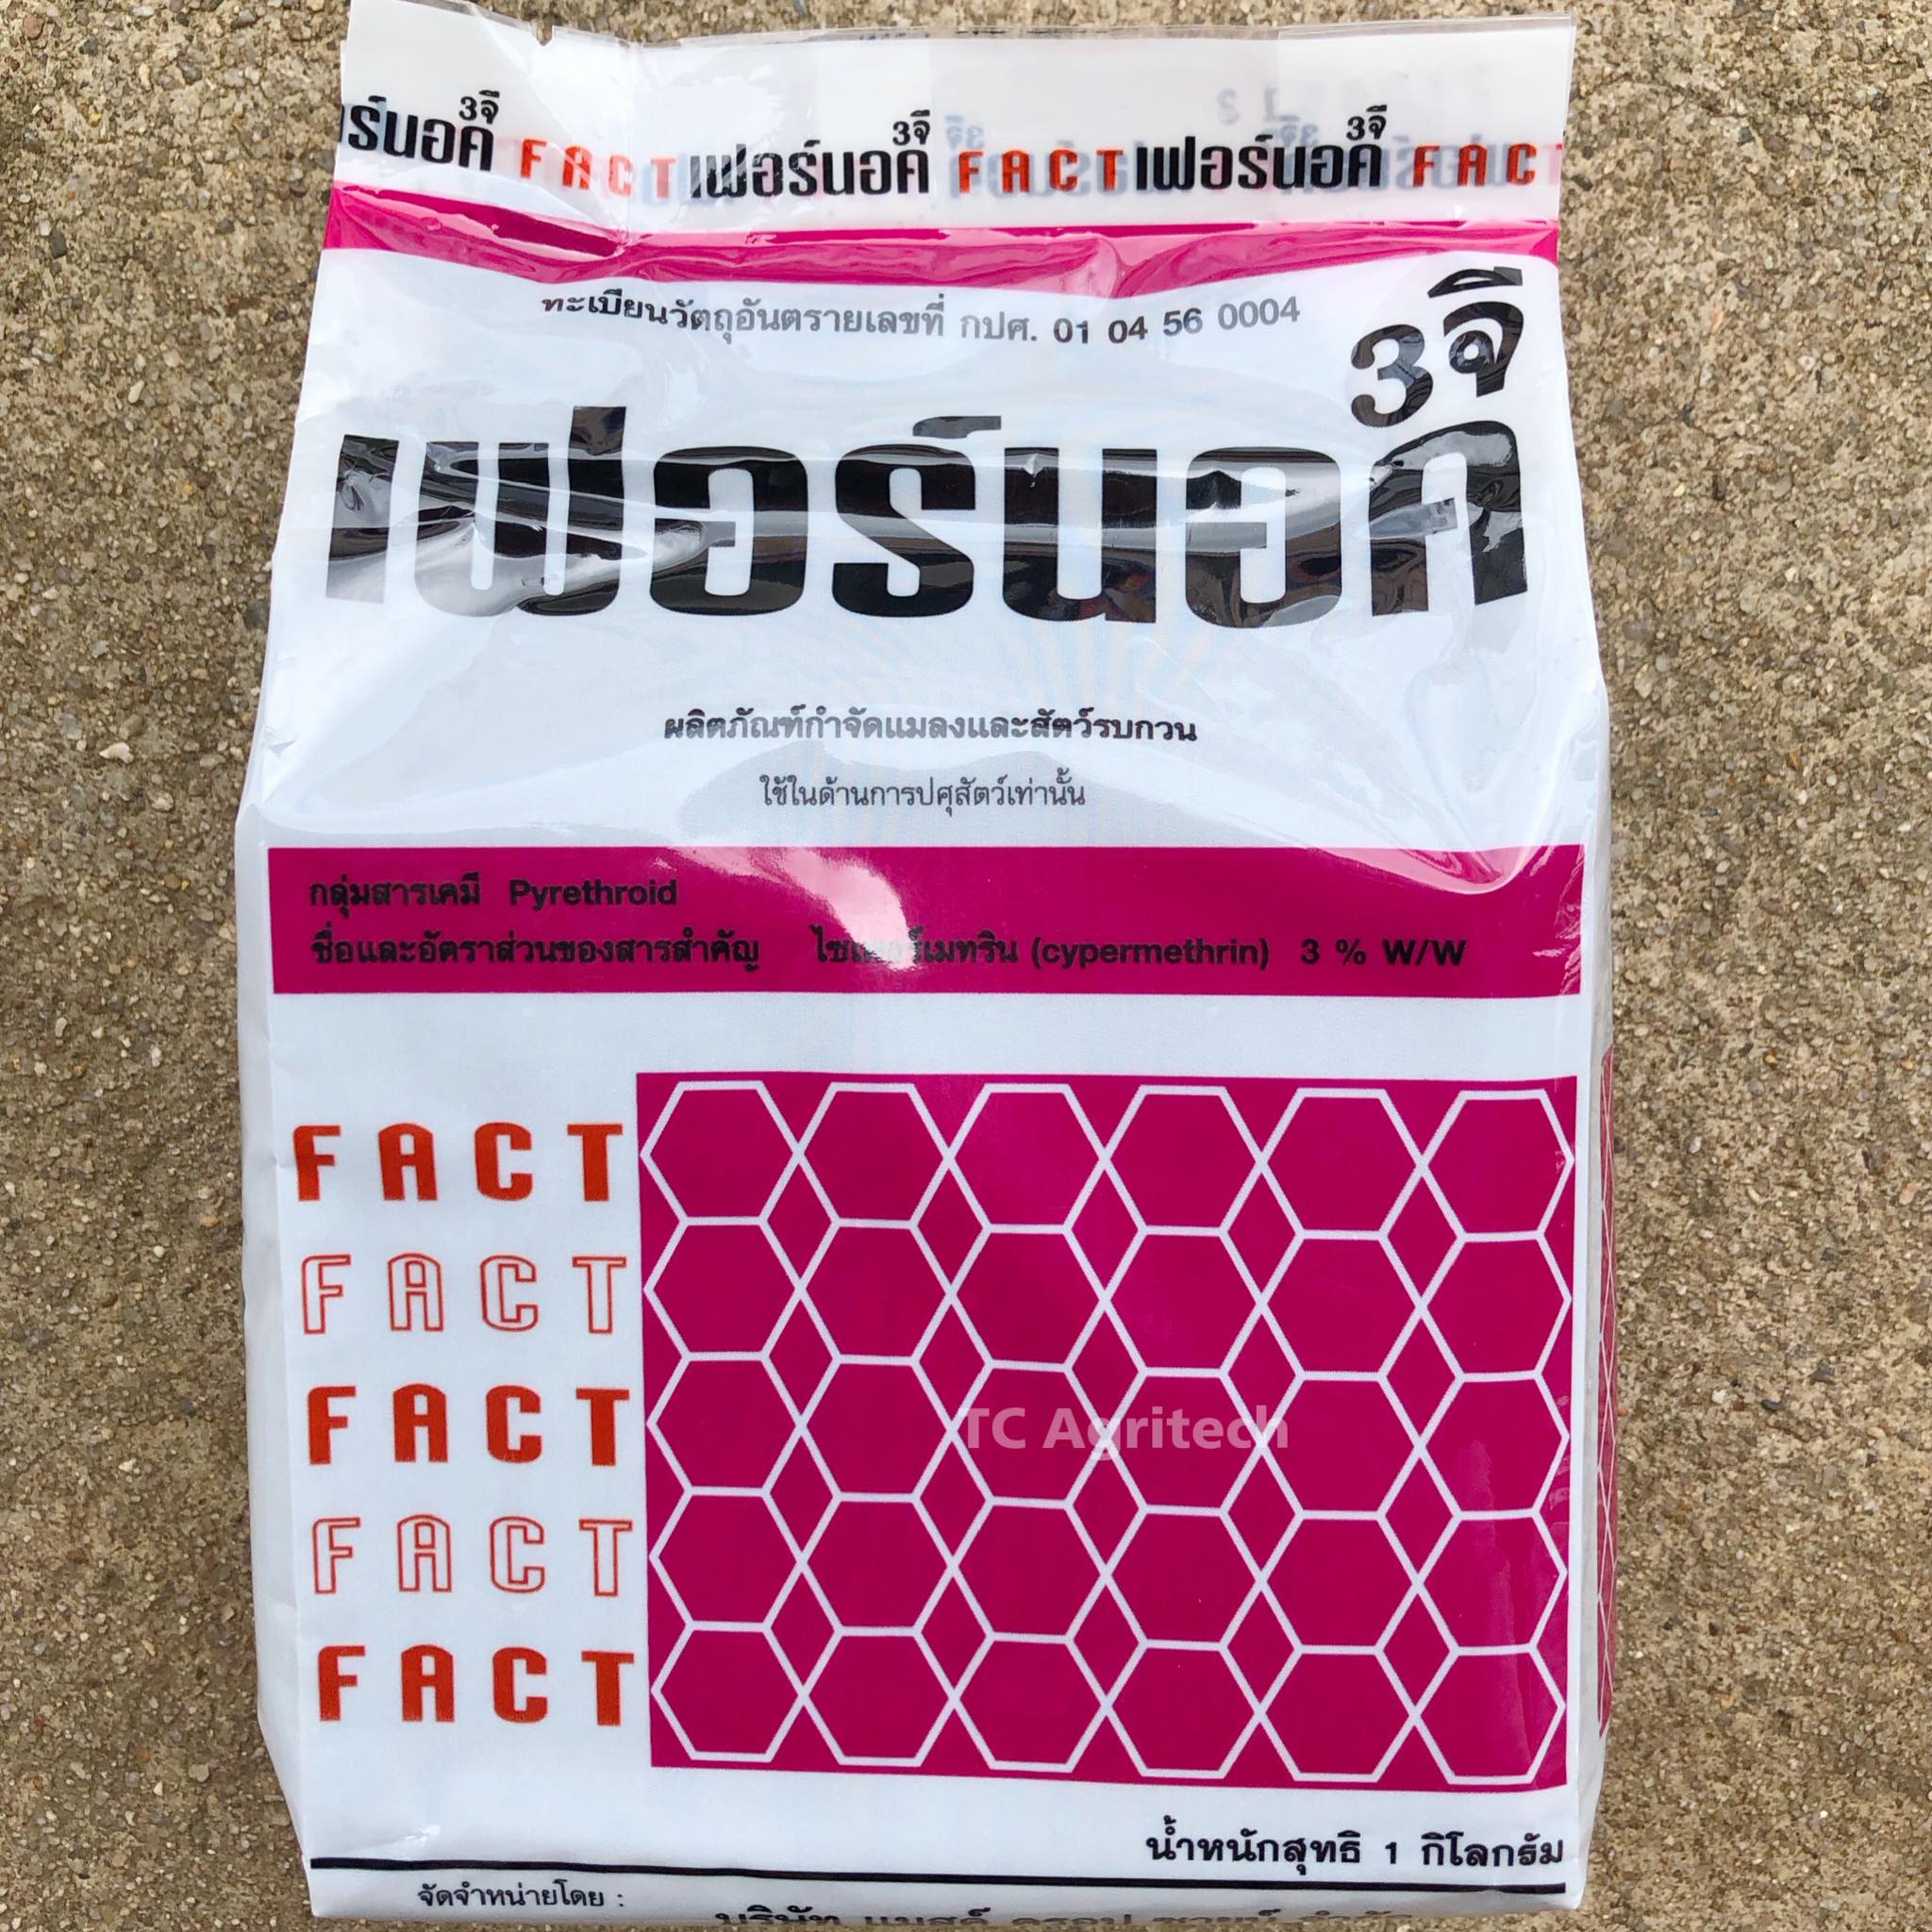 ร์นอค 3จี FACT เฟอร์นอค 3จี FACT เฟอร์นอค 3จี FACT
ทะเบียนวัตถุอันตรายเลขที่ กปศ. 01 04 56 0004
เฟอร์นอค 3จี
ผลิตภัณฑ์กำจัดแมลงและสัตว์รบกวน
ใช้ในด้านการปศุสัตว์เท่านั้น
กลุ่มสารเคมี Pyrethroid
ชื่อและอัตราส่วนของสารสำคัญ ไซเพอร์เมทริน (cypermethrin) 3 % W/W
FACT
FACT
FACT
TC Agritech
FACT
FACT
น้ำหนักสุทธิ 1 กิโลกรัม
จัดจำหน่ายโดย :
บริษัท